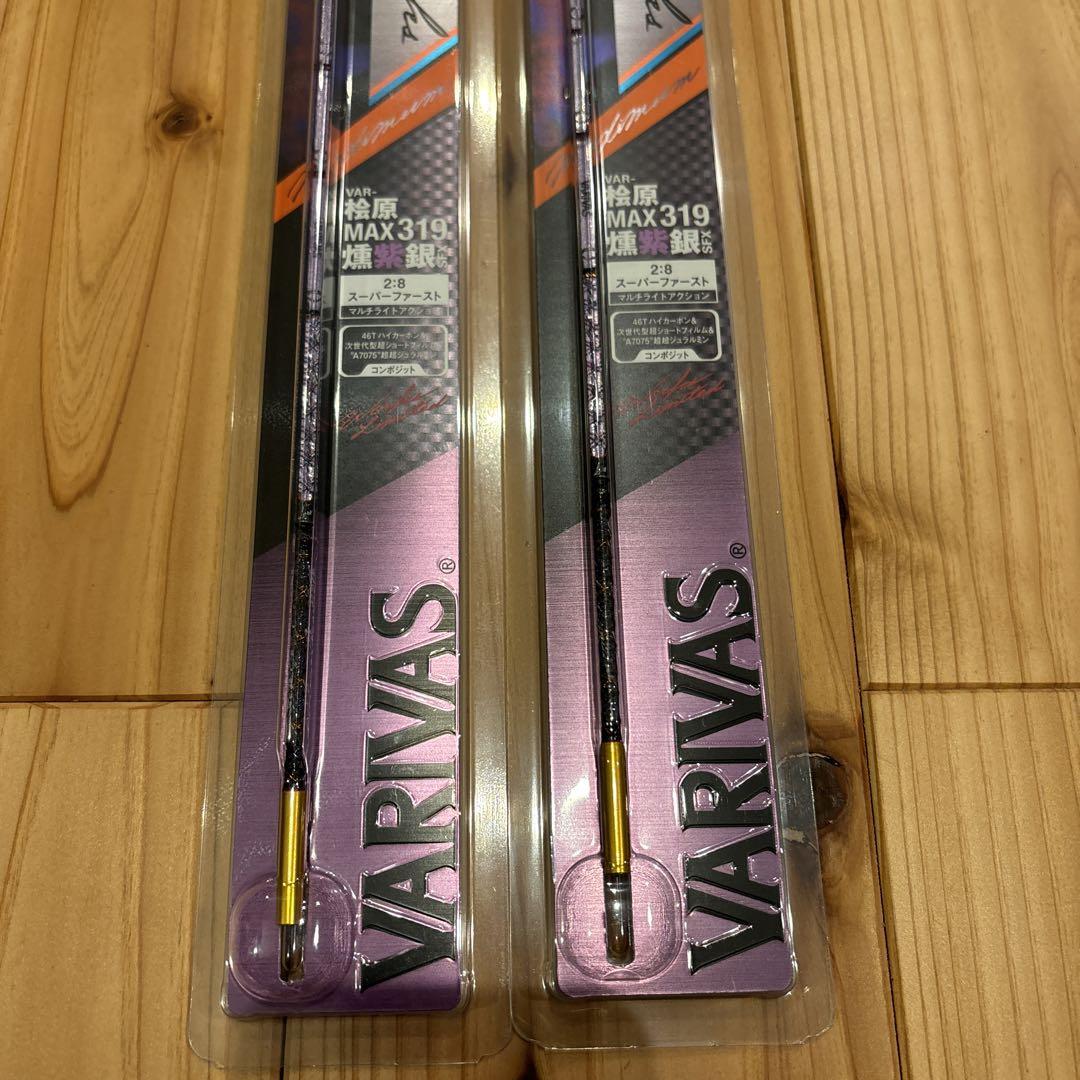 VAR-
桧原
MAX319
燻紫銀
SFX
2:8
スーパーファースト
マルチライトアクション
46Tハイカーボン&
次世代型超ショートフィルム&
"A7075"超超ジュラルミン
コンポジット
Limited
VARIVAS®
VAR-
桧原
MAX319
燻紫銀
SFX
2:8
スーパーファースト
マルチライトアクション
46Tハイカーボン&
次世代型超ショートフィルム&
"A7075"超超ジュラルミン
コンポジット
Limited
VARIVAS®